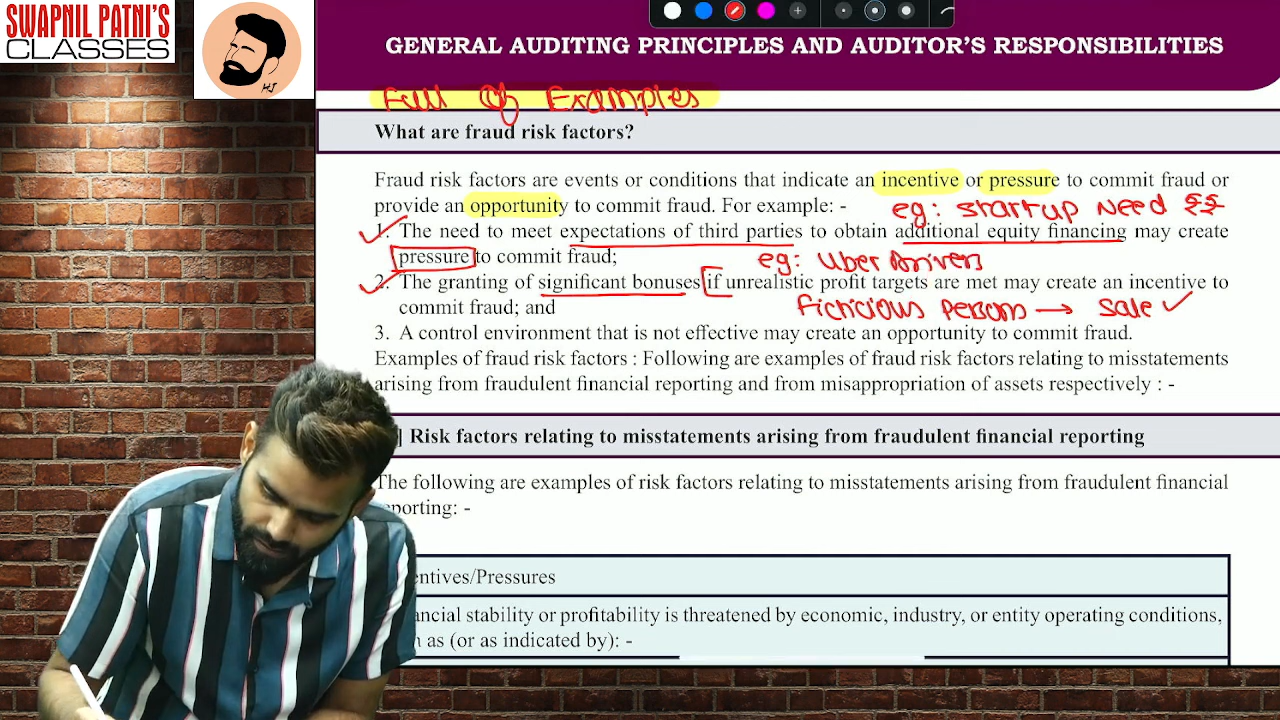 SWAPNIL PATNI'S
CLASSES
GENERAL AUDITING PRINCIPLES AND AUDITOR'S RESPONSIBILITIES
Full Of Examples
What are fraud risk factors?
Fraud risk factors are events or conditions that indicate an incentive or pressure to commit fraud or
provide an opportunity to commit fraud. For example: -
eg: Startup Need ₹₹
1. The need to meet expectations of third parties to obtain additional equity financing may create
pressure to commit fraud;
eg: Uber Drivers
2. The granting of significant bonuses if unrealistic profit targets are met may create an incentive to
commit fraud; and
ficticious person → sale ✓
3. A control environment that is not effective may create an opportunity to commit fraud.
Examples of fraud risk factors : Following are examples of fraud risk factors relating to misstatements
arising from fraudulent financial reporting and from misappropriation of assets respectively : -
] Risk factors relating to misstatements arising from fraudulent financial reporting
The following are examples of risk factors relating to misstatements arising from fraudulent financial
porting: -
entives/Pressures
ancial stability or profitability is threatened by economic, industry, or entity operating conditions,
as (or as indicated by): -